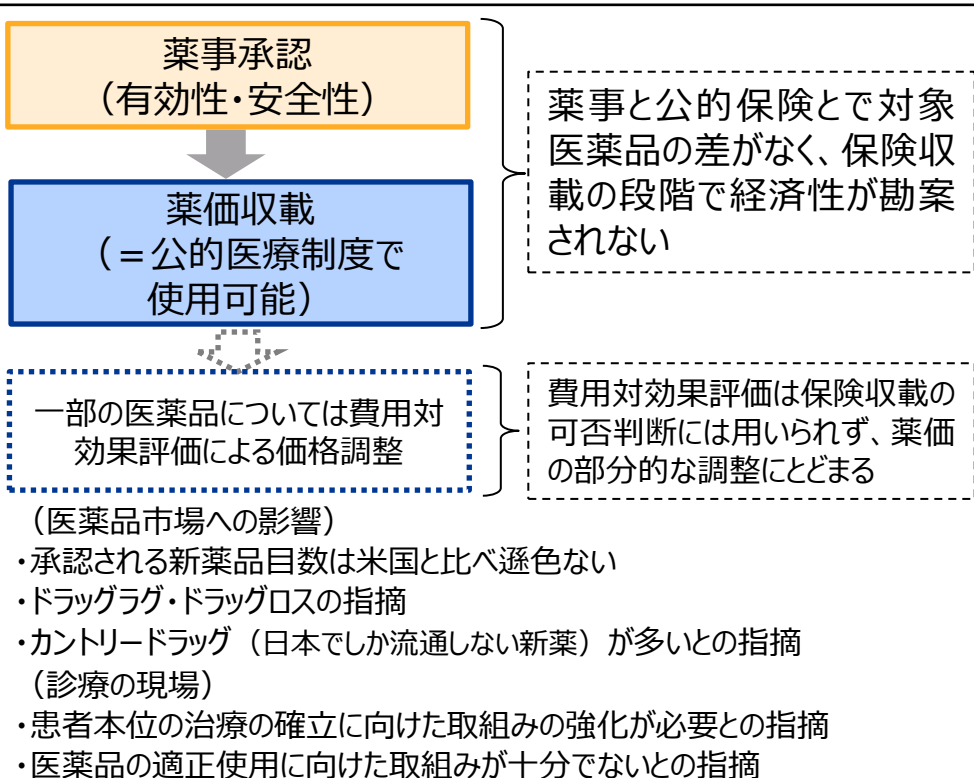 薬事承認
（有効性・安全性）
薬事と公的保険とで対象
医薬品の差がなく、保険収
載の段階で経済性が勘案
されない
薬価収載
（＝公的医療制度で
使用可能）
一部の医薬品については費用対
効果評価による価格調整
費用対効果評価は保険収載の
可否判断には用いられず、薬価
の部分的な調整にとどまる
（医薬品市場への影響）
・承認される新薬品目数は米国と比べ遜色ない
・ドラッグラグ・ドラッグロスの指摘
・カントリードラッグ（日本でしか流通しない新薬）が多いとの指摘
（診療の現場）
・患者本位の治療の確立に向けた取組みの強化が必要との指摘
・医薬品の適正使用に向けた取組みが十分でないとの指摘